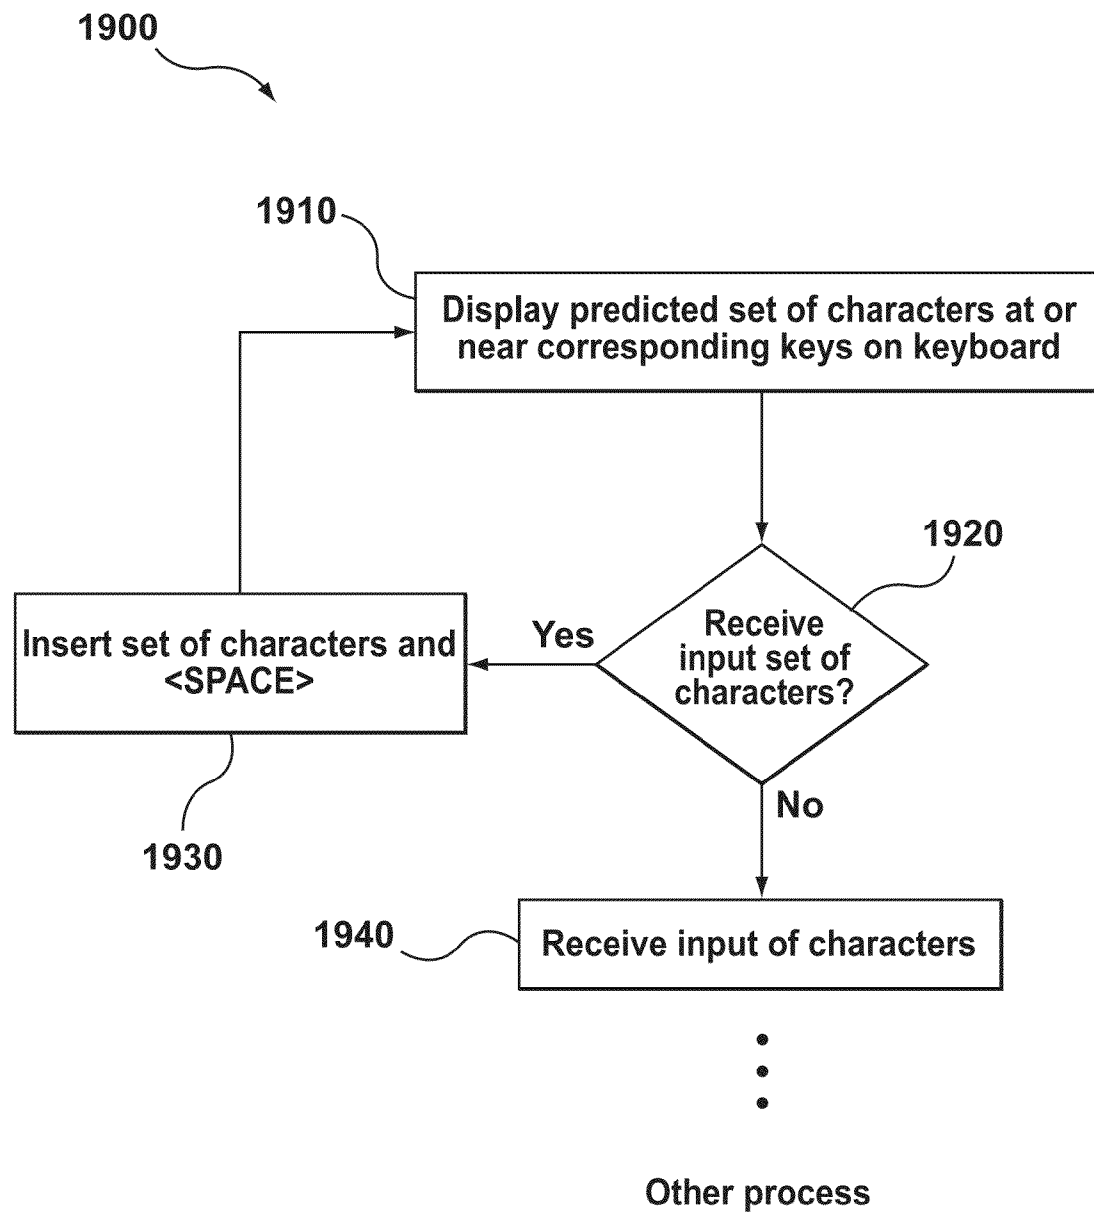 1900
1910
Display predicted set of characters at or
near corresponding keys on keyboard
1920
Receive
input set of
characters?
Yes
Insert set of characters and
<SPACE>
1930
No
1940
Receive input of characters
Other process